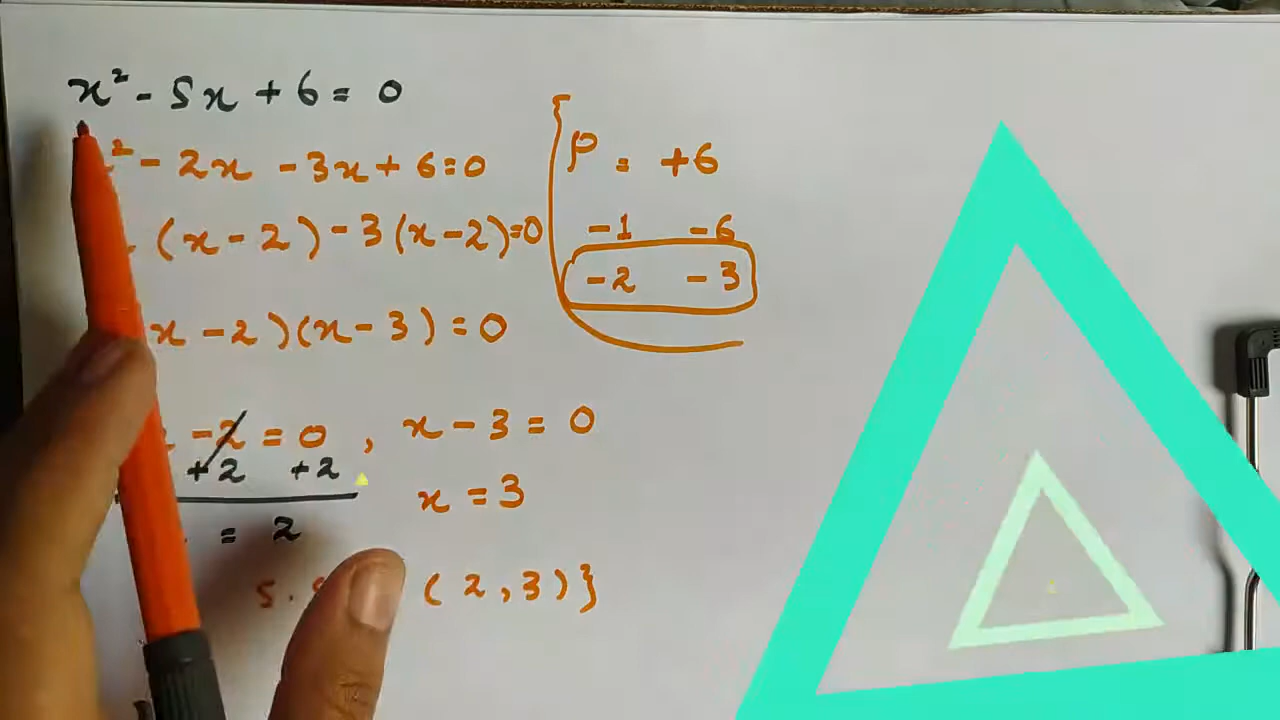 x² - 5x + 6 = 0
² - 2x - 3x + 6 = 0
(x - 2) - 3(x - 2) = 0
x - 2)(x - 3) = 0
- 2 = 0 , x - 3 = 0
+2 +2
x = 3
= 2
S. (2, 3)}
P = +6
-1 -6
-2 -3